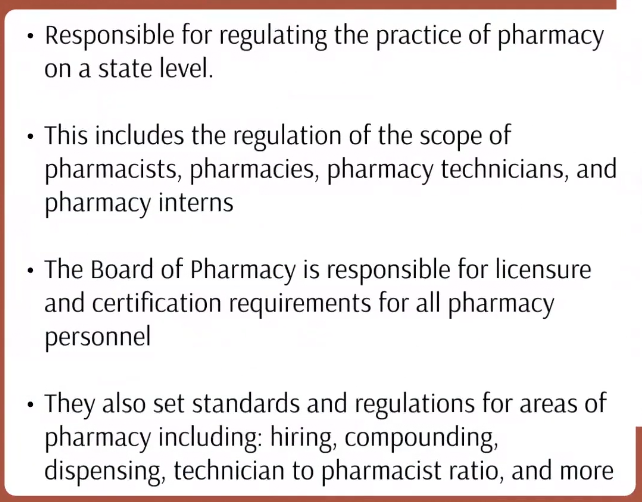 • Responsible for regulating the practice of pharmacy
on a state level.
• This includes the regulation of the scope of
pharmacists, pharmacies, pharmacy technicians, and
pharmacy interns
• The Board of Pharmacy is responsible for licensure
and certification requirements for all pharmacy
personnel
• They also set standards and regulations for areas of
pharmacy including: hiring, compounding,
dispensing, technician to pharmacist ratio, and more